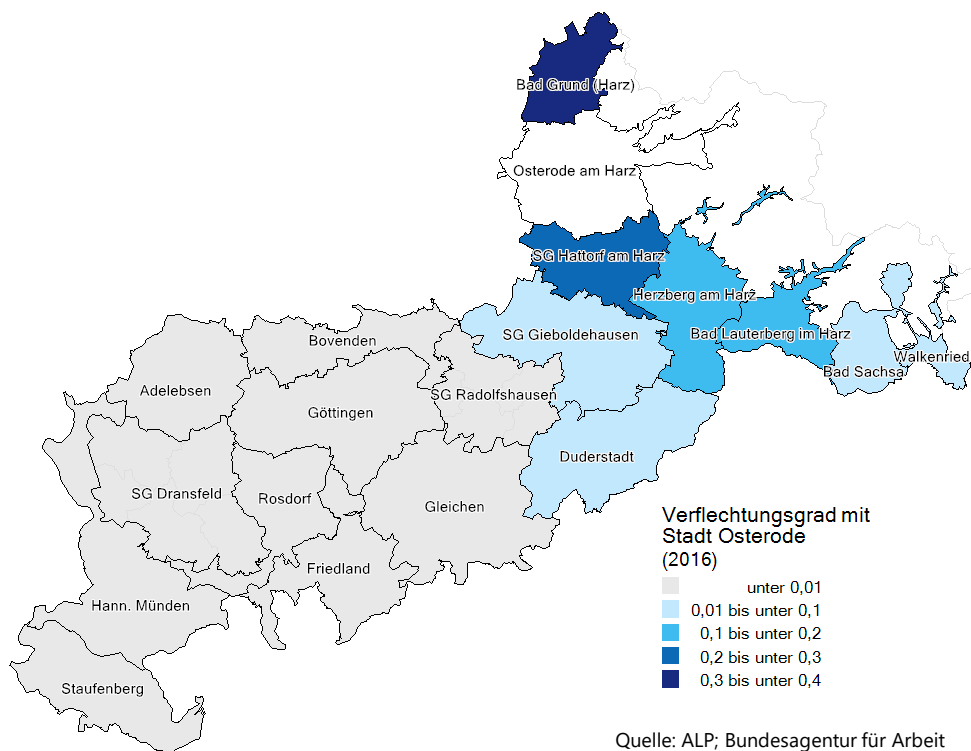 Bad Grund (Harz)
Osterode am Harz
SG Hattorf am Harz
Herzberg am Harz
Bad Lauterberg im Harz
SG Gieboldehausen
Walkenried
Bad Sachsa
Bovenden
Adelebsen
SG Radolfshausen
Göttingen
Duderstadt
SG Dransfeld
Rosdorf
Gleichen
Friedland
Hann. Münden
Staufenberg
Verflechtungsgrad mit
Stadt Osterode
(2016)
unter 0,01
0,01 bis unter 0,1
0,1 bis unter 0,2
0,2 bis unter 0,3
0,3 bis unter 0,4
Quelle: ALP; Bundesagentur für Arbeit